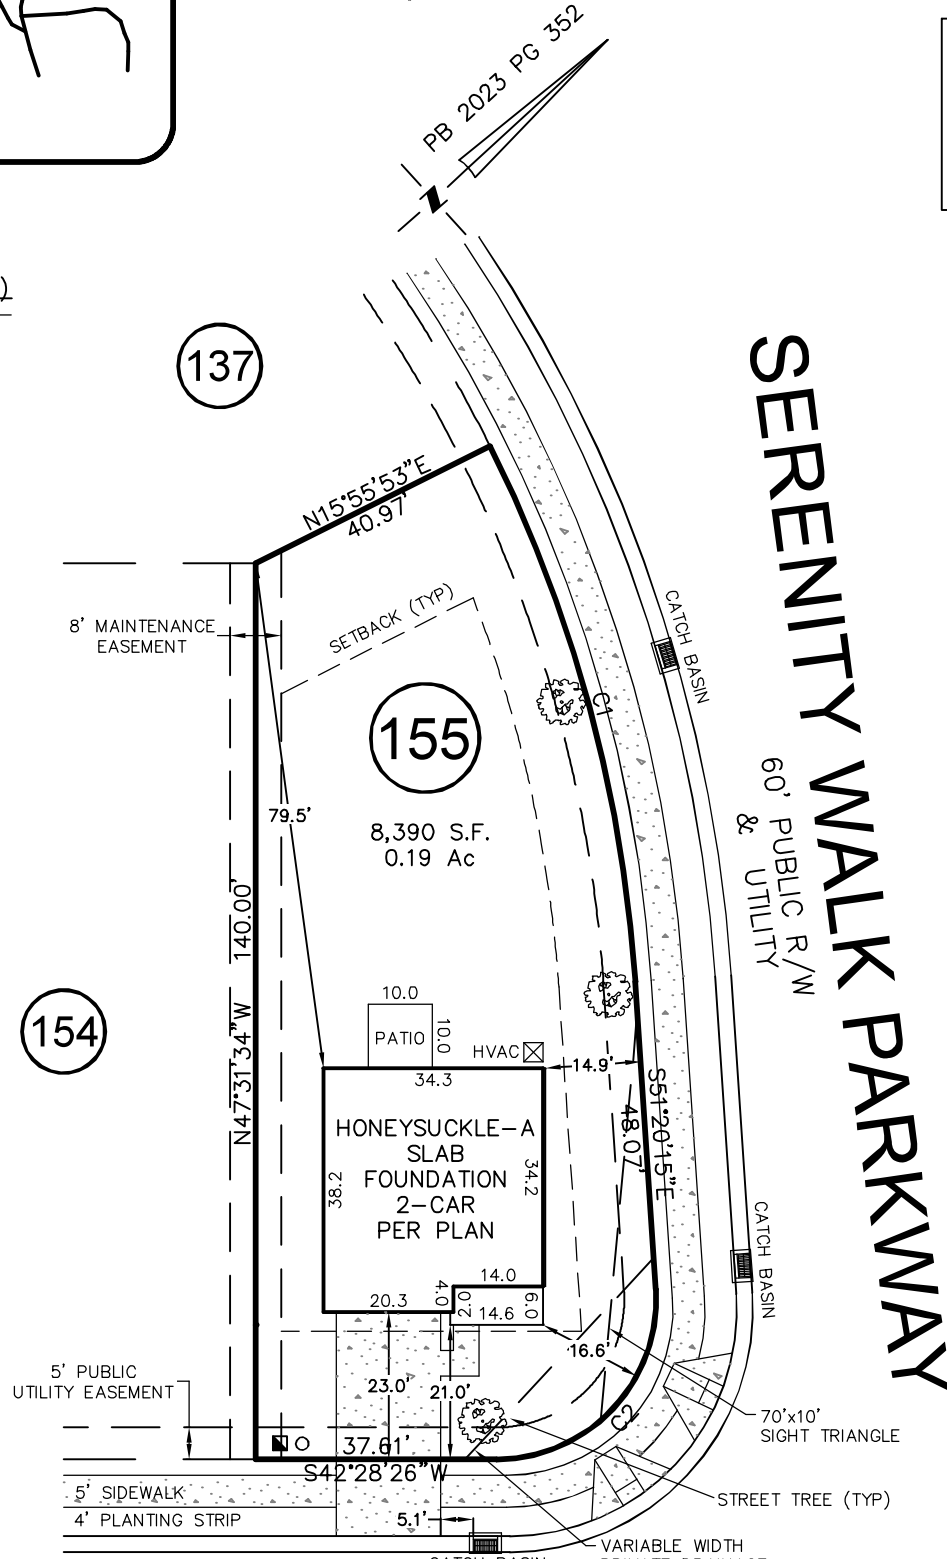 PB 2023 PG 352
)
137
N15°55'53"E
40.97'
SERENITY WALK PARKWAY
60' PUBLIC R/W
& UTILITY
CATCH BASIN
8' MAINTENANCE
EASEMENT
SETBACK (TYP)
C1
155
8,390 S.F.
0.19 Ac
79.5'
N47°31'34"W 140.00'
154
10.0
PATIO
10.0
HVAC
14.9'
34.3
HONEYSUCKLE-A
SLAB
FOUNDATION
2-CAR
PER PLAN
38.2
34.2
S51°20'15"E
48.07'
CATCH BASIN
14.0
20.3
4.0
2.0
14.6
6.0
16.6'
5' PUBLIC
UTILITY EASEMENT
23.0'
21.0'
C2
70'x10'
SIGHT TRIANGLE
37.61'
S42°28'26"W
5' SIDEWALK
4' PLANTING STRIP
5.1'
STREET TREE (TYP)
VARIABLE WIDTH
PRIVATE DRAINAGE
CATCH BASIN